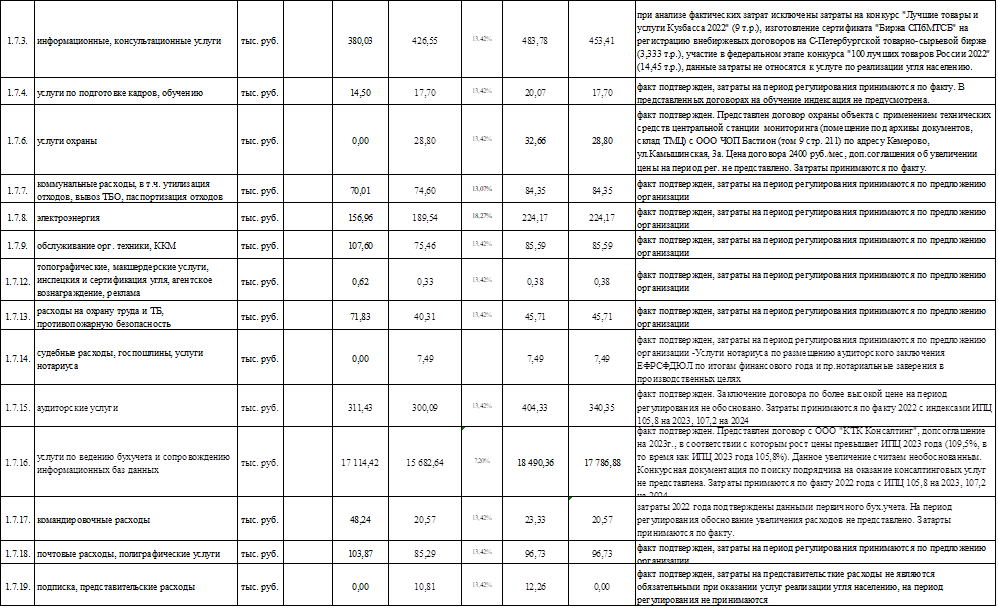 1.7.3. информационные, консультационные услуги тыс. руб. 380,03 426,55 13,42% 483,78 453,41
при анализе фактических затрат исключены затраты на конкурс "Лучшие товары и
услуги Кузбасса 2022" (9 т.р.), изготовление сертификата "Биржа СПбМТСБ" на
регистрацию внебиржевых договоров на С-Петербургской товарно-сырьевой бирже
(3,333 т.р.), участие в федеральном этапе конкурса "100 лучших товаров России 2022"
(14,45 т.р.), данные затраты не относятся к услуге по реализации угля населению.
1.7.4. услуги по подготовке кадров, обучению тыс. руб. 14,50 17,70 13,42% 20,07 17,70
факт подтвержден, затраты на период регулирования принимаются по факту. В
представленных договорах на обучение индексация не предусмотрена.
1.7.6. услуги охраны тыс. руб. 0,00 28,80 13,42% 32,66 28,80
факт подтвержден. Представлен договор охраны объекта с применением технических
средств центральной станции мониторинга (помещение под архивы документов,
склад ТМЦ) с ООО ЧОП Бастион (том 9 стр. 211) по адресу Кемерово,
ул.Камышинская, 3а. Цена договора 2400 руб./мес, доп.соглашения об увеличении
цены на период рег. не представлено. Затраты принимаются по факту.
1.7.7. коммунальные расходы, в т.ч. утилизация
отходов, вывоз ТБО, паспортизация отходов
тыс. руб. 70,01 74,60 13,07% 84,35 84,35
факт подтвержден, затраты на период регулирования принимаются по предложению
организации
1.7.8. электроэнергия тыс. руб. 156,96 189,54 18,27% 224,17 224,17
факт подтвержден, затраты на период регулирования принимаются по предложению
организации
1.7.9. обслуживание орг. техники, ККМ тыс. руб. 107,60 75,46 13,42% 85,59 85,59
факт подтвержден, затраты на период регулирования принимаются по предложению
организации
1.7.12. топографические, макшердерские услуги,
инспецкия и сертификация угля, агентское
вознаграждение, реклама
тыс. руб. 0,62 0,33 13,42% 0,38 0,38
факт подтвержден, затраты на период регулирования принимаются по предложению
организации
1.7.13. расходы на охрану труда и ТБ,
противопожарную безопасность
тыс. руб. 71,83 40,31 13,42% 45,71 45,71
факт подтвержден, затраты на период регулирования принимаются по предложению
организации
1.7.14. судебные расходы, госпошлины, услуги
нотариуса
тыс. руб. 0,00 7,49 7,49 7,49
факт подтвержден, затраты на период регулирования принимаются по предложению
организации -Услуги нотариуса по размещению аудиторского заключения
ЕФРСФДЮЛ по итогам финансового года и пр.нотариальные заверения в
производственных целях
1.7.15. аудиторские услуги тыс. руб. 311,43 300,09 13,42% 404,33 340,35
факт подтвержден. Заключение договора по более высокой цене на период
регулирования не обосновано. Затраты принимаются по факту 2022 с индексами ИПЦ
105,8 на 2023, 107,2 на 2024
1.7.16. услуги по ведению бухучета и сопровождению
информационных баз данных
тыс. руб. 17 114,42 15 682,64 7,20% 18 490,36 17 786,88
факт подтвержден. Представлен договор с ООО "КТК Консалтинг", допсоглашение
на 2023г., в соответствии с которым рост цены превышает ИПЦ 2023 года (109,5%, в
то время как ИПЦ 2023 года 105,8%). Данное увеличение считаем необоснованным.
Конкурсная документация по поиску подрядчика на оказание консалтинговых услуг
не представлена. Затраты прнимаются по факту 2022 года с ИПЦ 105,8 на 2023, 107,2
на 2024
1.7.17. командировочные расходы тыс. руб. 48,24 20,57 13,42% 23,33 20,57
затраты 2022 года подтверждены данными первичного бух.учета. На период
регулирования обоснование увеличения расходов не представлено. Затарты
принимаются по факту.
1.7.18. почтовые расходы, полиграфические услуги тыс. руб. 103,87 85,29 13,42% 96,73 96,73
факт подтвержден, затраты на период регулирования принимаются по предложению
организации
1.7.19. подписка, представительские расходы тыс. руб. 0,00 10,81 13,42% 12,26 0,00
факт подтвержден, затраты на представительсткие расходы не являются
обязательными при оказании услуг реализации угля населению, на период
регулирования не принимаются